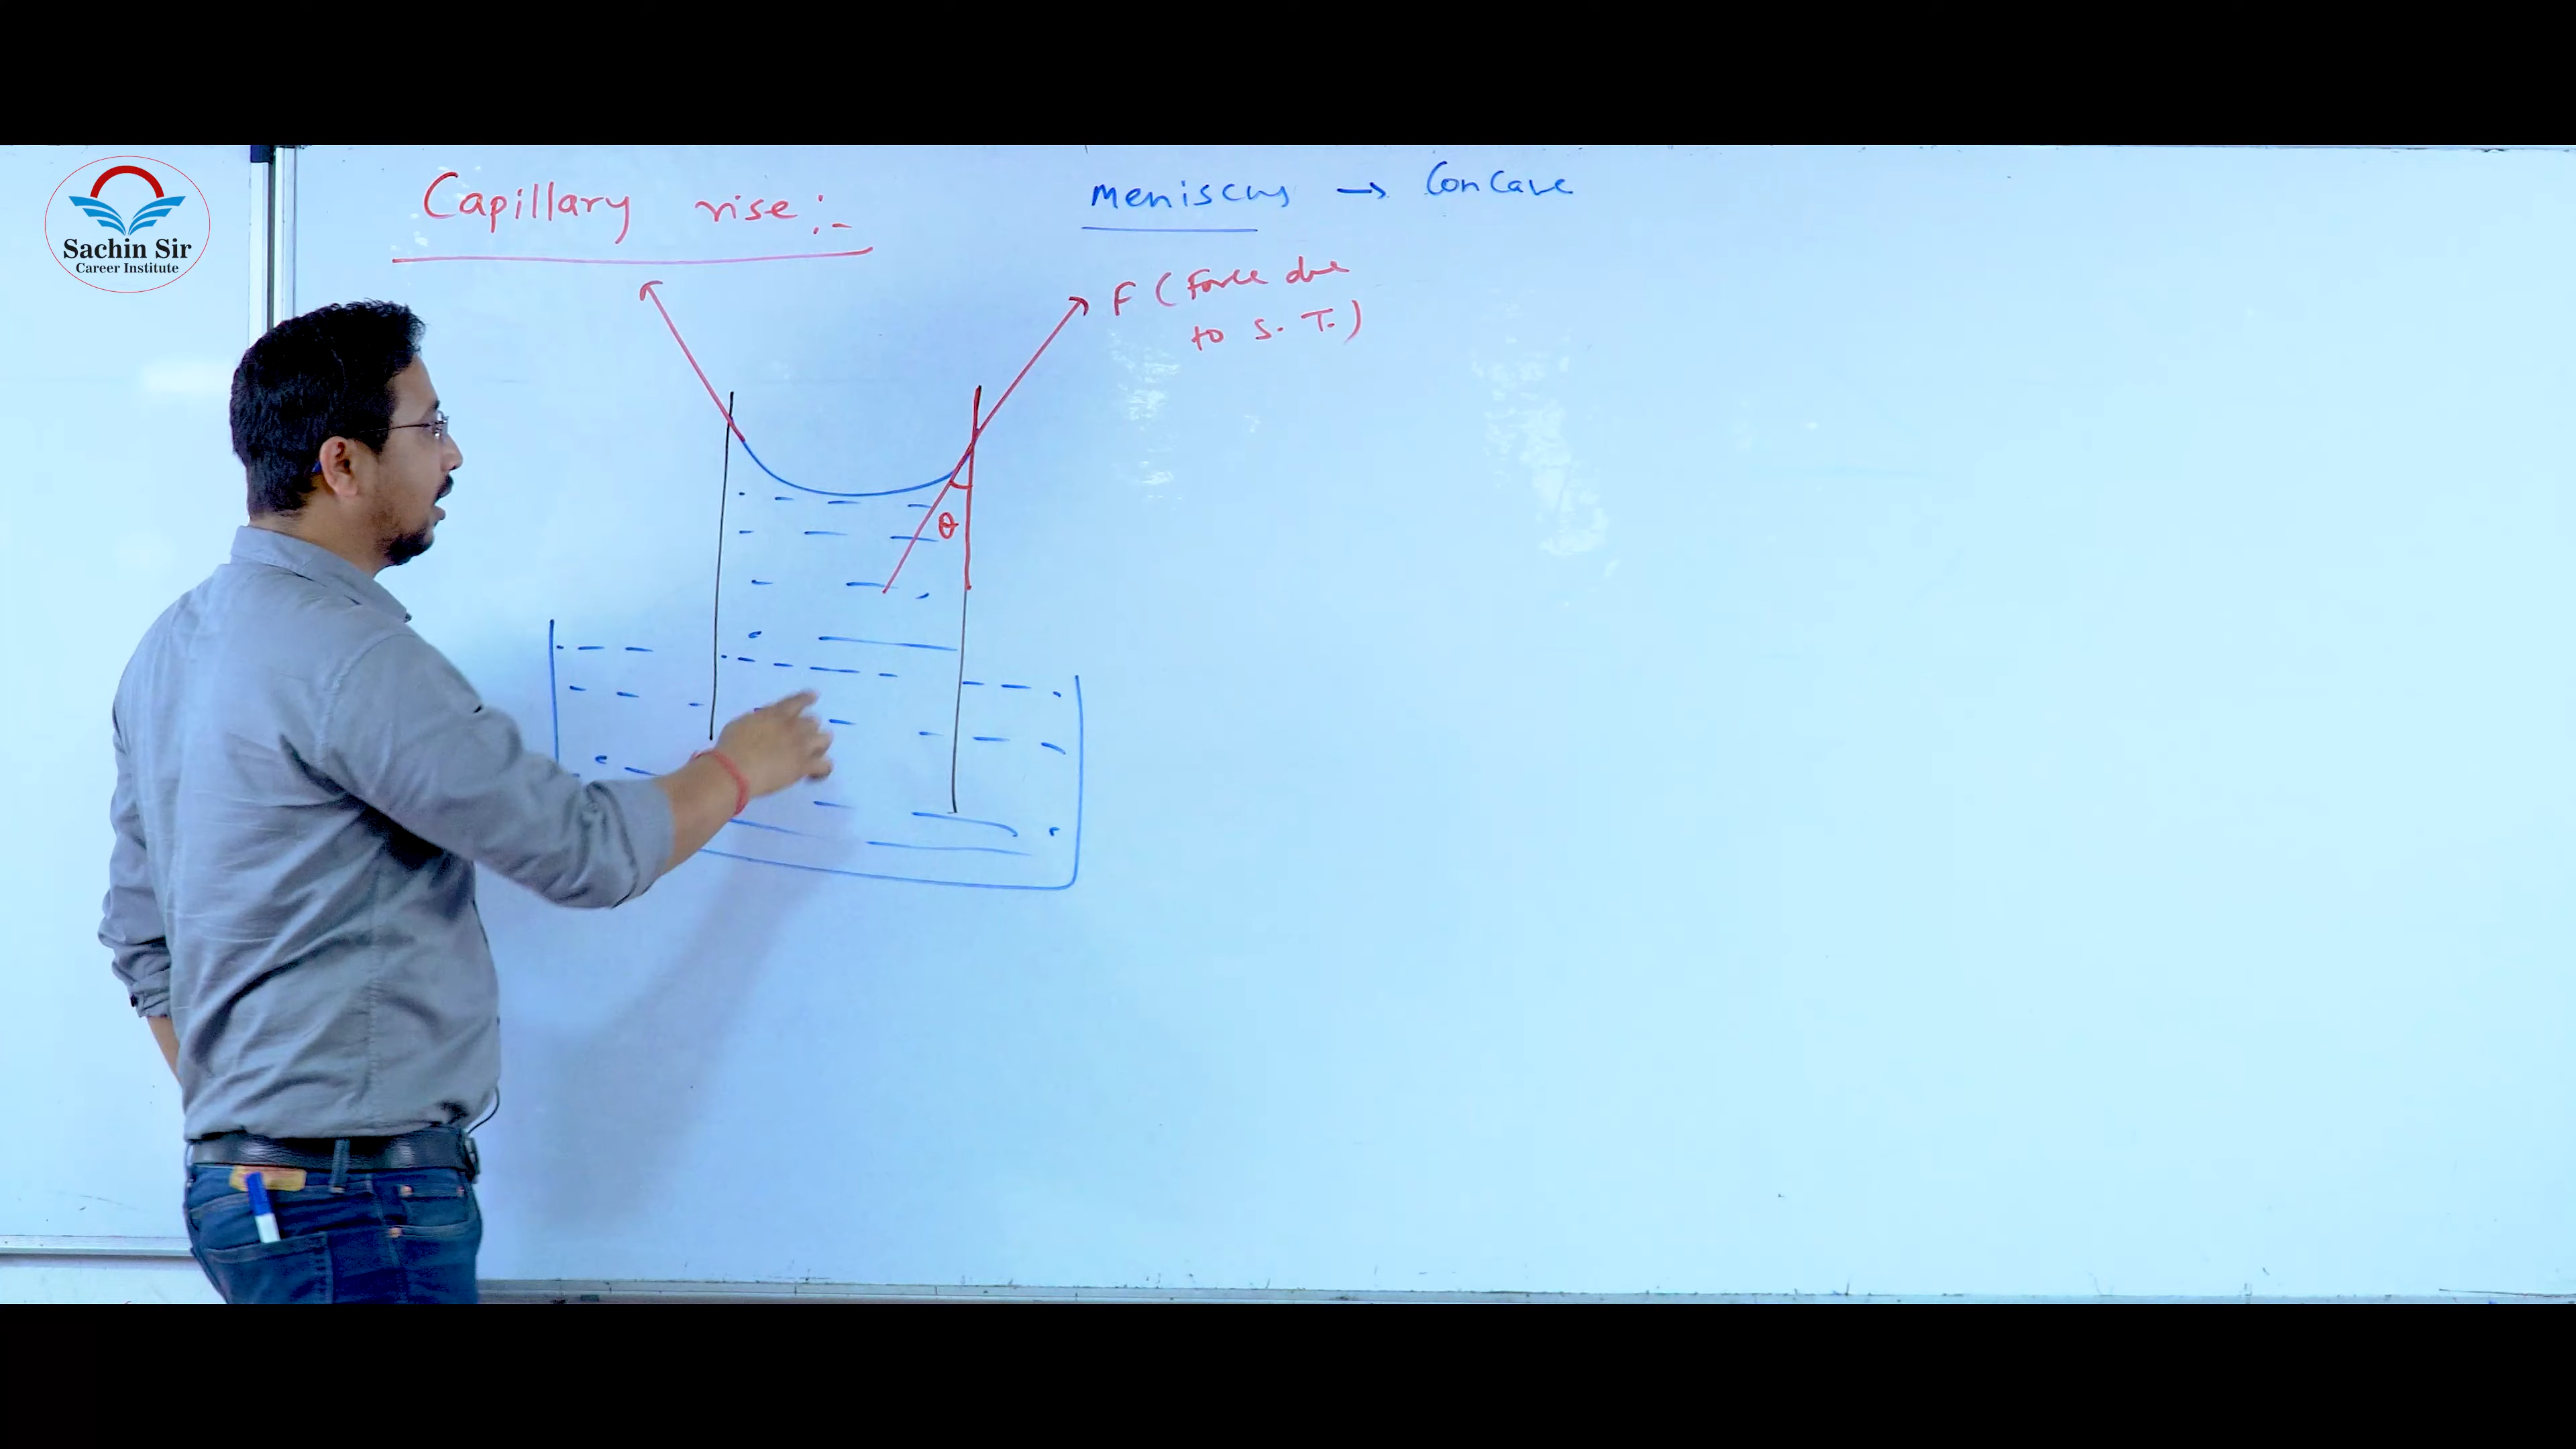 Sachin Sir
Career Institute
Capillary rise:-
Meniscus → Concave
F (Force due
to S.T.)
θ